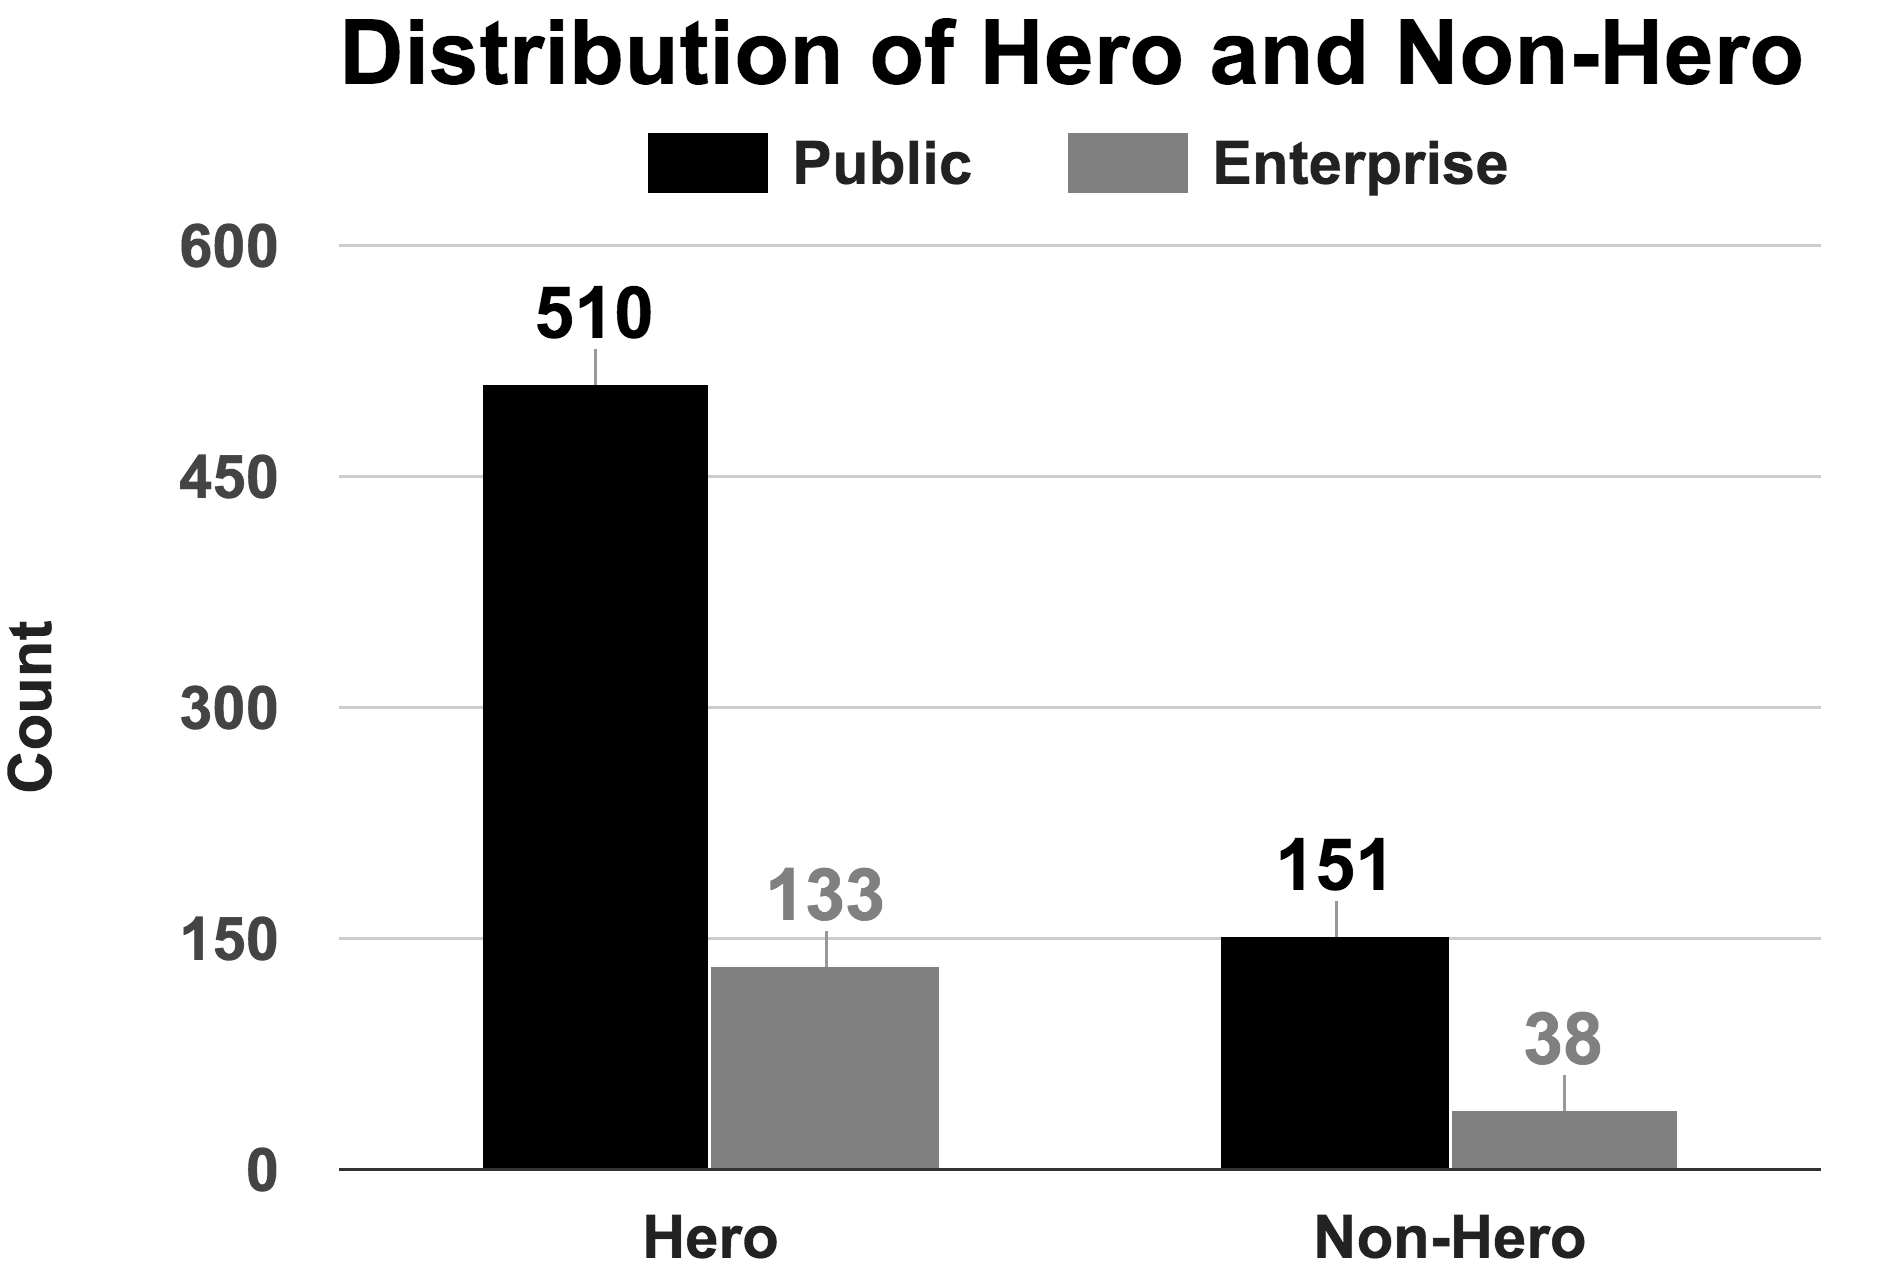 Distribution of Hero and Non-Hero
Public Enterprise
600
510
450
Count
300
133
151
150
38
0
Hero Non-Hero